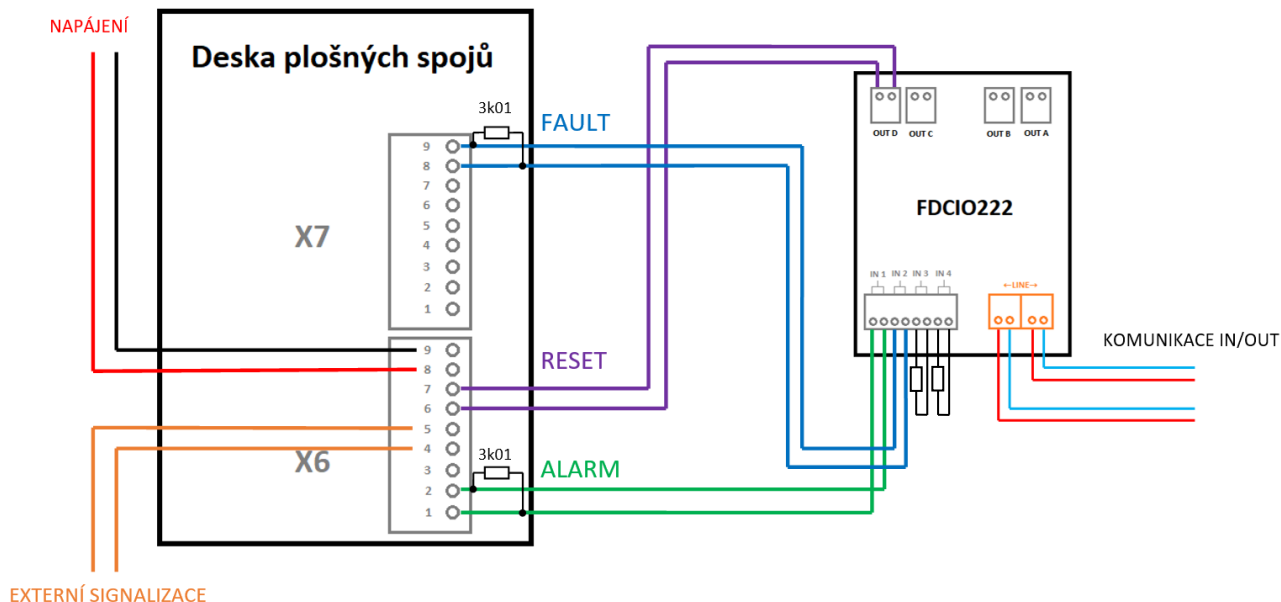 NAPÁJENÍ
Deska plošných spojů
3k01
FAULT
X7
9
8
7
6
5
4
3
2
1
RESET
X6
9
8
7
6
5
4
3
2
1
3k01
ALARM
EXTERNÍ SIGNALIZACE
OUT D
OUT C
OUT B
OUT A
FDCIO222
IN 1
IN 2
IN 3
IN 4
←LINE→
KOMUNIKACE IN/OUT